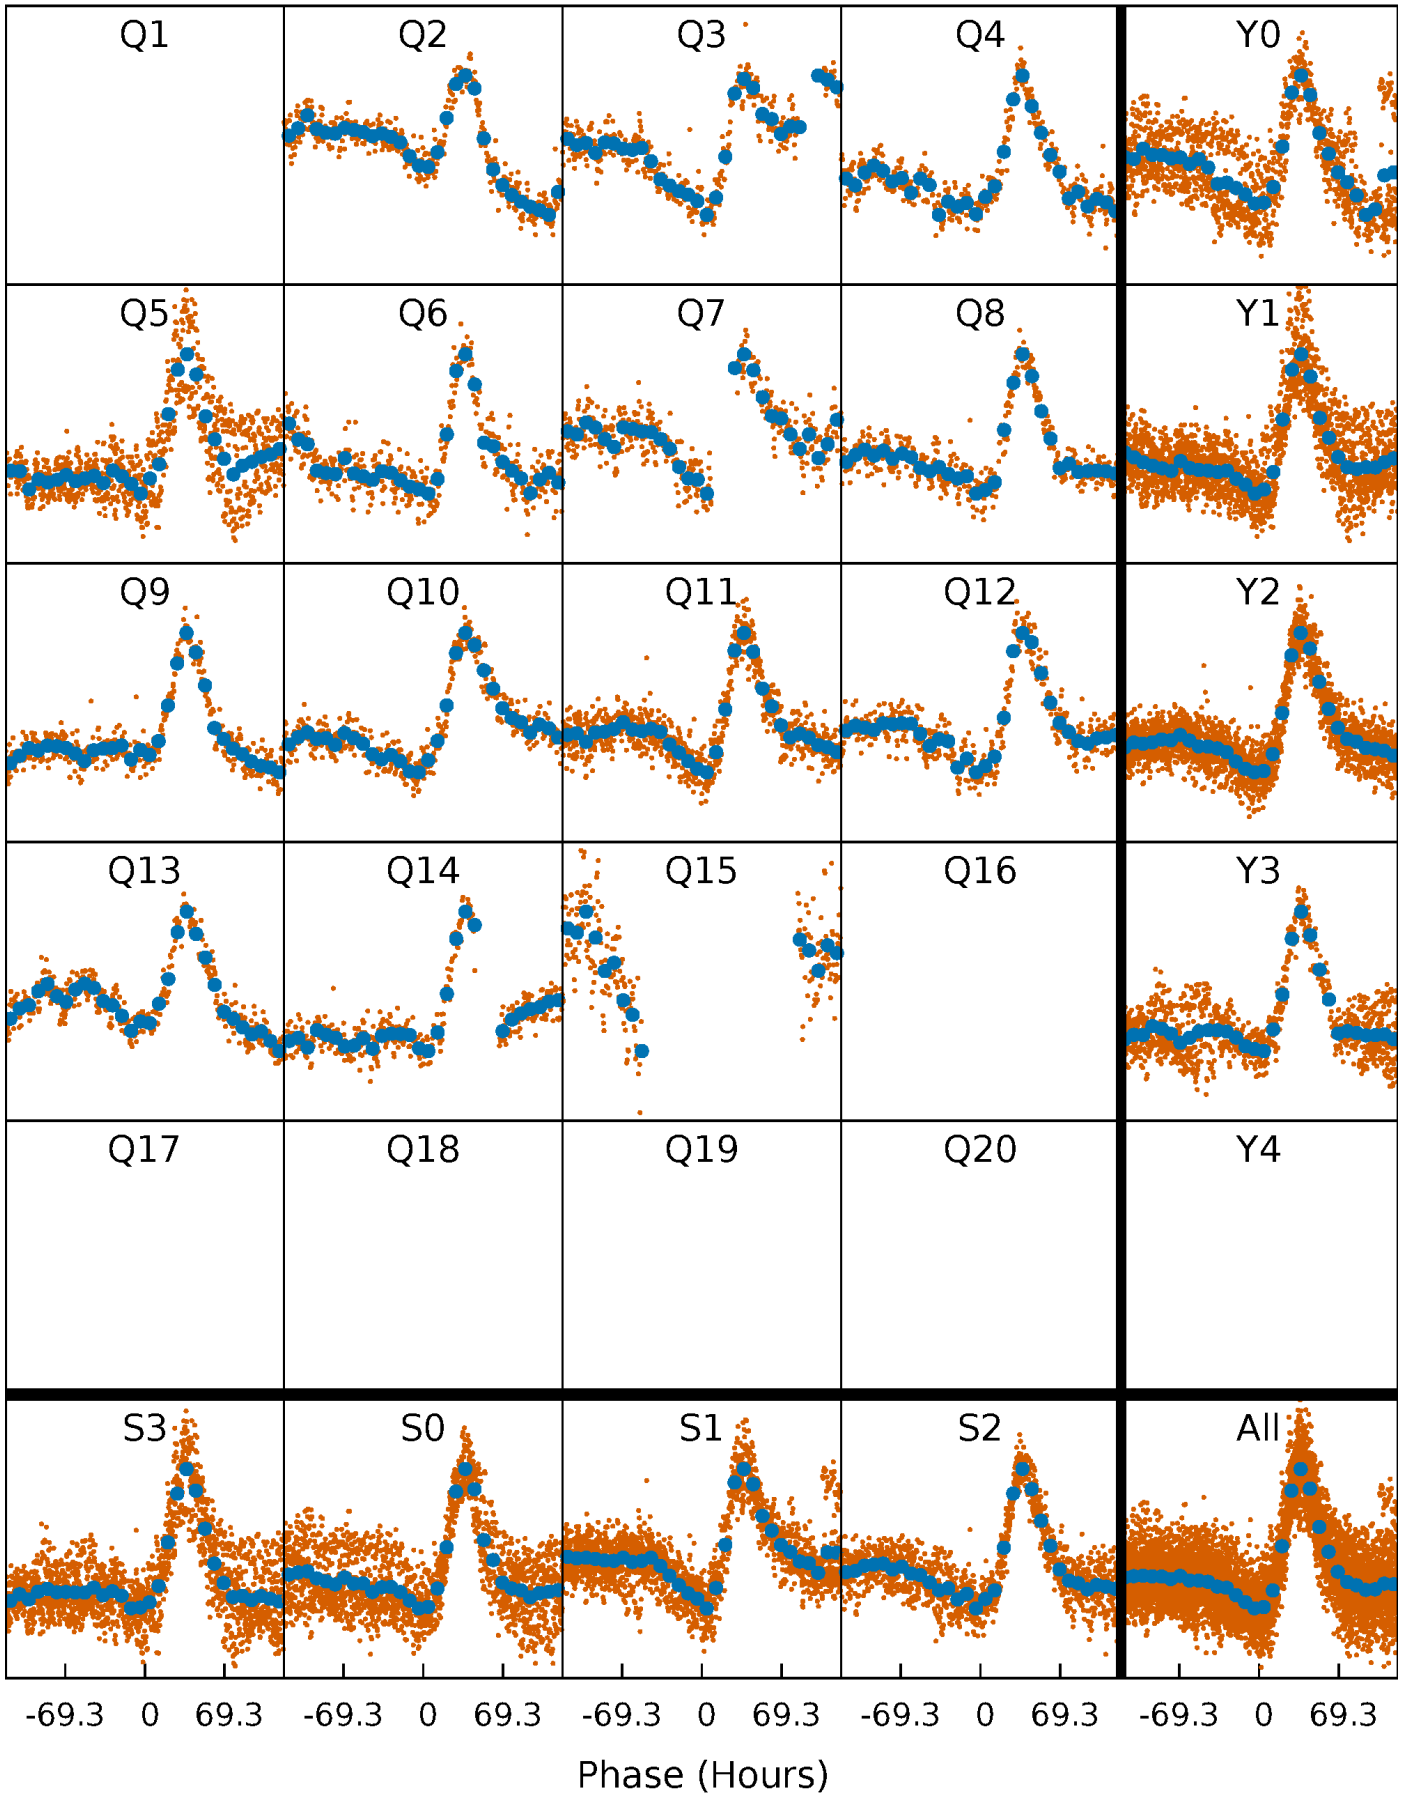 Q1 Q2 Q3 Q4 Y0
Q5 Q6 Q7 Q8 Y1
Q9 Q10 Q11 Q12 Y2
Q13 Q14 Q15 Q16 Y3
Q17 Q18 Q19 Q20 Y4
S3 S0 S1 S2 All
-69.3 0 69.3 -69.3 0 69.3 -69.3 0 69.3 -69.3 0 69.3 -69.3 0 69.3
Phase (Hours)